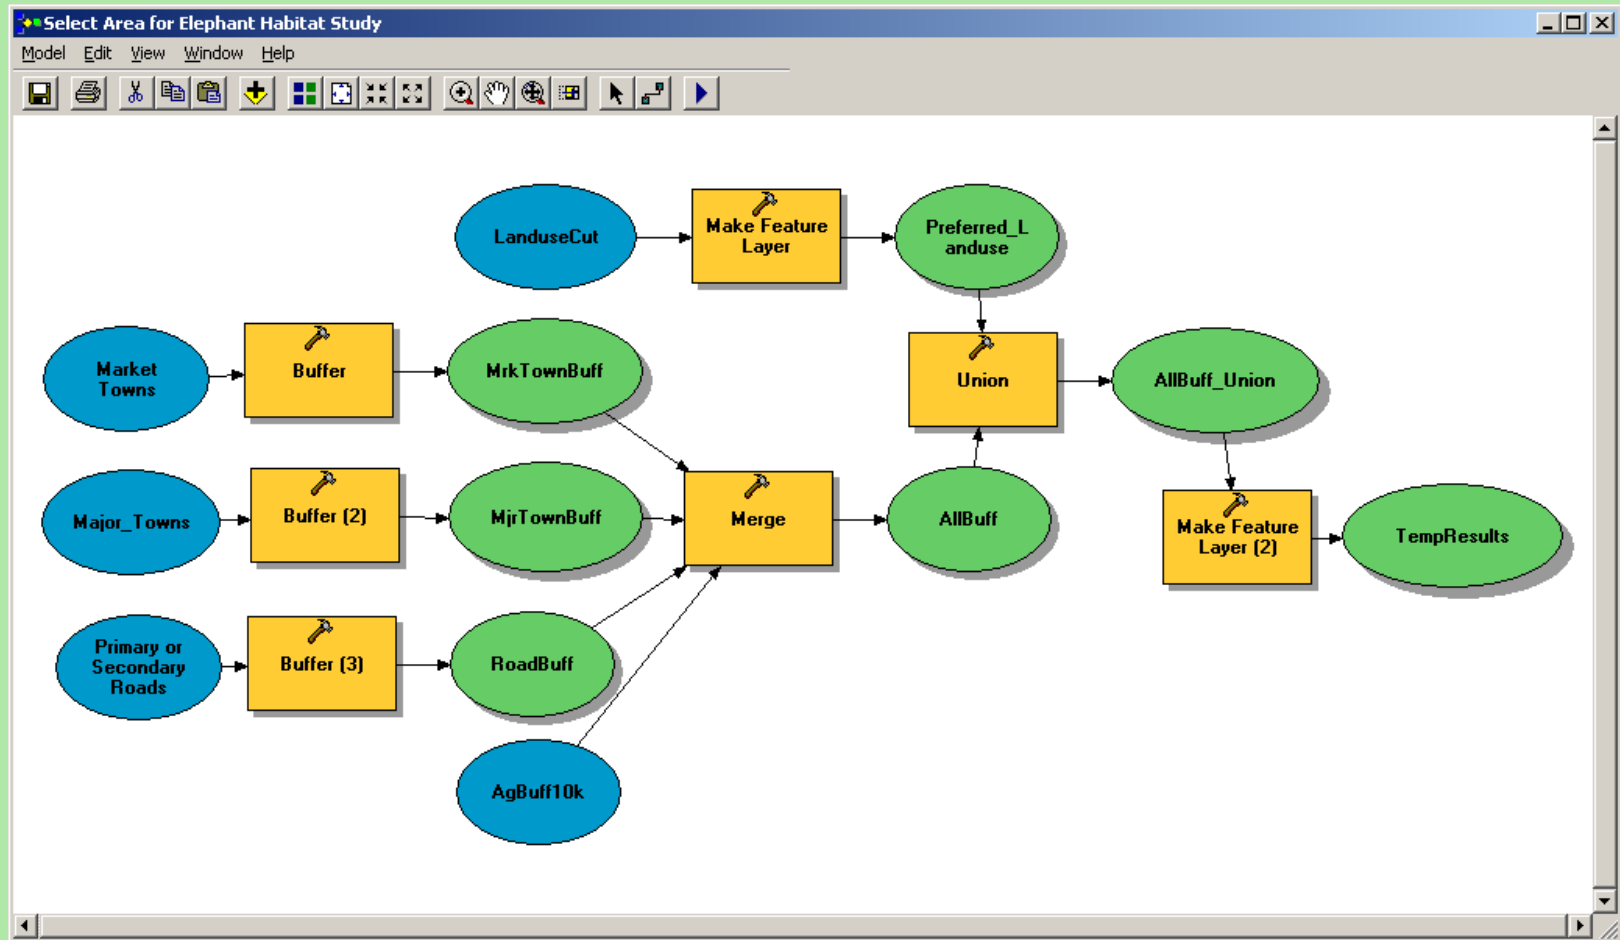 Select Area for Elephant Habitat Study
Model Edit View Window Help
LanduseCut
Make Feature
Layer
Preferred_L
anduse
Market
Towns
Buffer
MrkTownBuff
Union
AllBuff_Union
Major_Towns
Buffer (2)
MjrTownBuff
Merge
AllBuff
Make Feature
Layer (2)
TempResults
Primary or
Secondary
Roads
Buffer (3)
RoadBuff
AgBuff10k